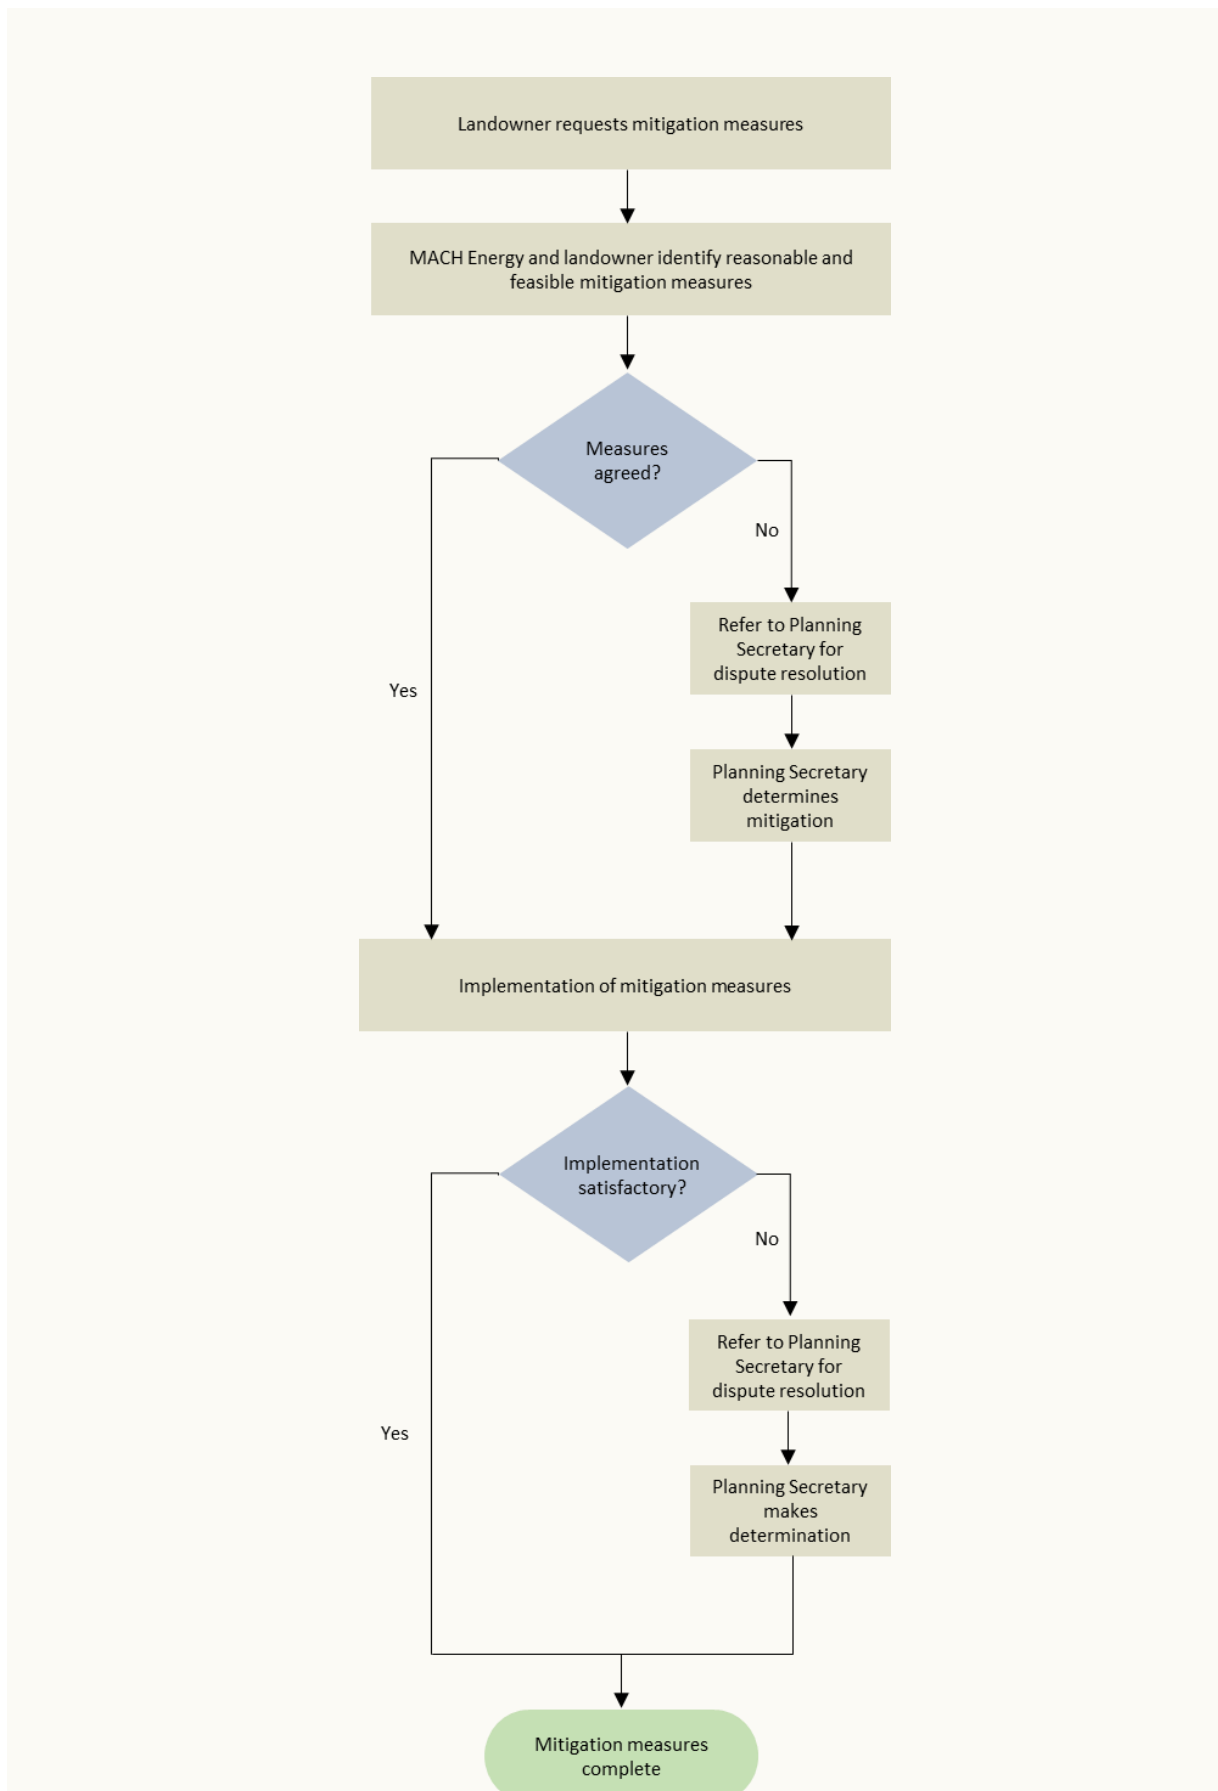 Landowner requests mitigation measures
MACH Energy and landowner identify reasonable and
feasible mitigation measures
Measures
agreed?
No
Refer to Planning
Secretary for
dispute resolution
Yes
Planning Secretary
determines
mitigation
Implementation of mitigation measures
Implementation
satisfactory?
No
Refer to Planning
Secretary for
dispute resolution
Yes
Planning Secretary
makes
determination
Mitigation measures
complete